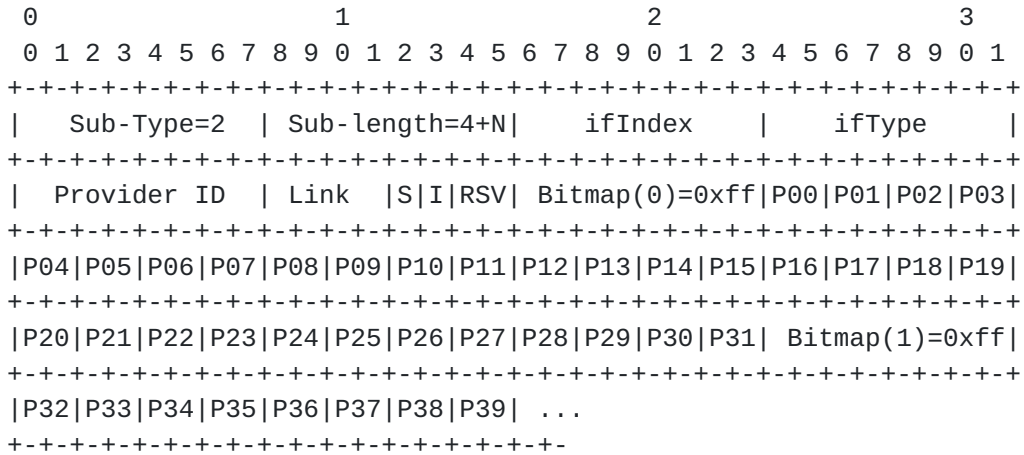 0                   1                   2                   3
 0 1 2 3 4 5 6 7 8 9 0 1 2 3 4 5 6 7 8 9 0 1 2 3 4 5 6 7 8 9 0 1
+-+-+-+-+-+-+-+-+-+-+-+-+-+-+-+-+-+-+-+-+-+-+-+-+-+-+-+-+-+-+-+-+
|   Sub-Type=2  | Sub-length=4+N|    ifIndex    |    ifType     |
+-+-+-+-+-+-+-+-+-+-+-+-+-+-+-+-+-+-+-+-+-+-+-+-+-+-+-+-+-+-+-+-+
|  Provider ID  | Link  |S|I|RSV| Bitmap(0)=0xff|P00|P01|P02|P03|
+-+-+-+-+-+-+-+-+-+-+-+-+-+-+-+-+-+-+-+-+-+-+-+-+-+-+-+-+-+-+-+-+
|P04|P05|P06|P07|P08|P09|P10|P11|P12|P13|P14|P15|P16|P17|P18|P19|
+-+-+-+-+-+-+-+-+-+-+-+-+-+-+-+-+-+-+-+-+-+-+-+-+-+-+-+-+-+-+-+-+
|P20|P21|P22|P23|P24|P25|P26|P27|P28|P29|P30|P31| Bitmap(1)=0xff|
+-+-+-+-+-+-+-+-+-+-+-+-+-+-+-+-+-+-+-+-+-+-+-+-+-+-+-+-+-+-+-+-+
|P32|P33|P34|P35|P36|P37|P38|P39| ...
+-+-+-+-+-+-+-+-+-+-+-+-+-+-+-+-+-+-